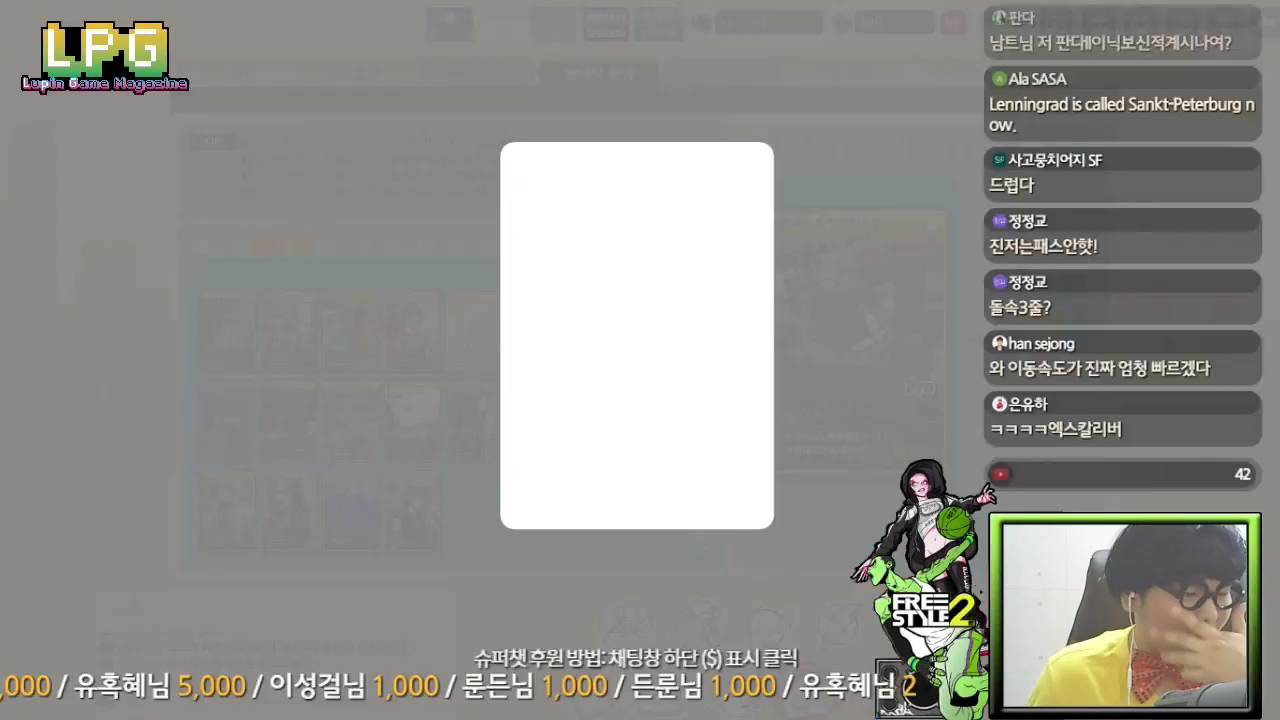 LPG
Lupin Game Magazine
판다
남트님 저 판대이닉보신적계시나여?
Ala SASA
Lenningrad is called Sankt-Peterburg n
ow.
SF 사고뭉치어지 SF
드럽다
정정교
진저는패스안햣!
정정교
돌속3줄?
han sejong
와 이동속도가 진짜 엄청 빠르겠다
은유하
ㅋㅋㅋㅋ엑스칼리버
42
FREE
STYLE 2
슈퍼챗 후원 방법: 채팅창 하단 ($) 표시 클릭
,000 / 유혹혜님 5,000 / 이성걸님 1,000 / 룬든님 1,000 / 든룬님 1,000 / 유혹혜님 2